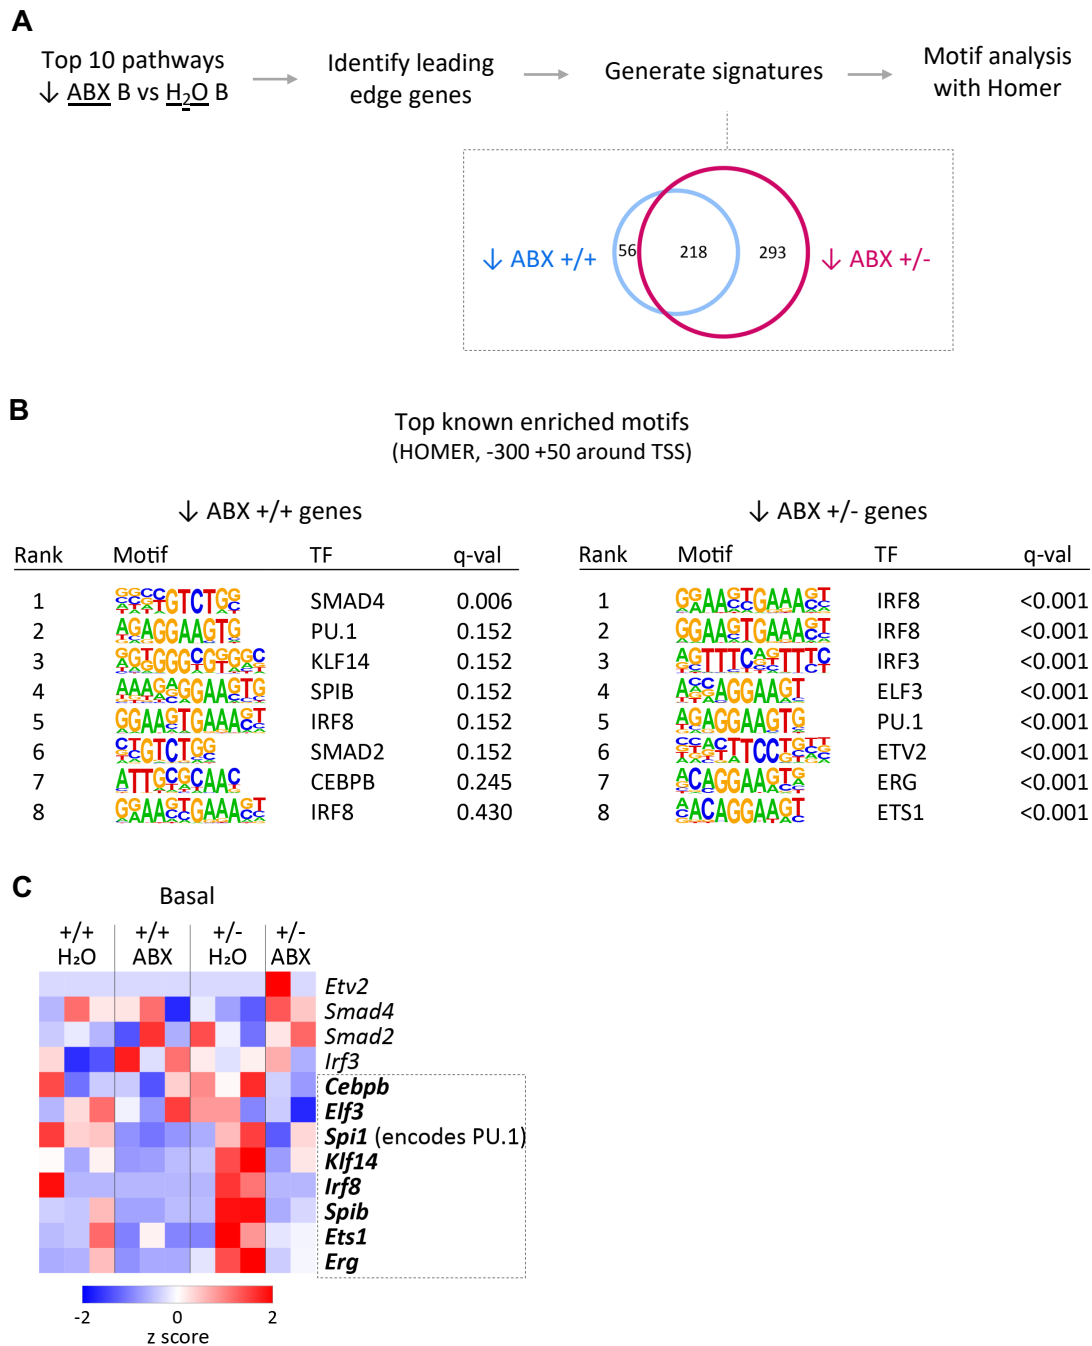 A
Top 10 pathways
↓ ABX B vs H₂O B
Identify leading
edge genes
Generate signatures
Motif analysis
with Homer
↓ ABX +/+
56
218
293
↓ ABX +/-
B
Top known enriched motifs
(HOMER, -300 +50 around TSS)
↓ ABX +/+ genes
Rank Motif TF q-val
1 SMAD4 0.006
2 PU.1 0.152
3 KLF14 0.152
4 SPIB 0.152
5 IRF8 0.152
6 SMAD2 0.152
7 CEBPB 0.245
8 IRF8 0.430
↓ ABX +/- genes
Rank Motif TF q-val
1 IRF8 <0.001
2 IRF8 <0.001
3 IRF3 <0.001
4 ELF3 <0.001
5 PU.1 <0.001
6 ETV2 <0.001
7 ERG <0.001
8 ETS1 <0.001
C
Basal
+/+ +/+ +/- +/-
H₂O ABX H₂O ABX
Etv2
Smad4
Smad2
Irf3
Cebpb
Elf3
Spi1 (encodes PU.1)
Klf14
Irf8
Spib
Ets1
Erg
-2 0 2
z score